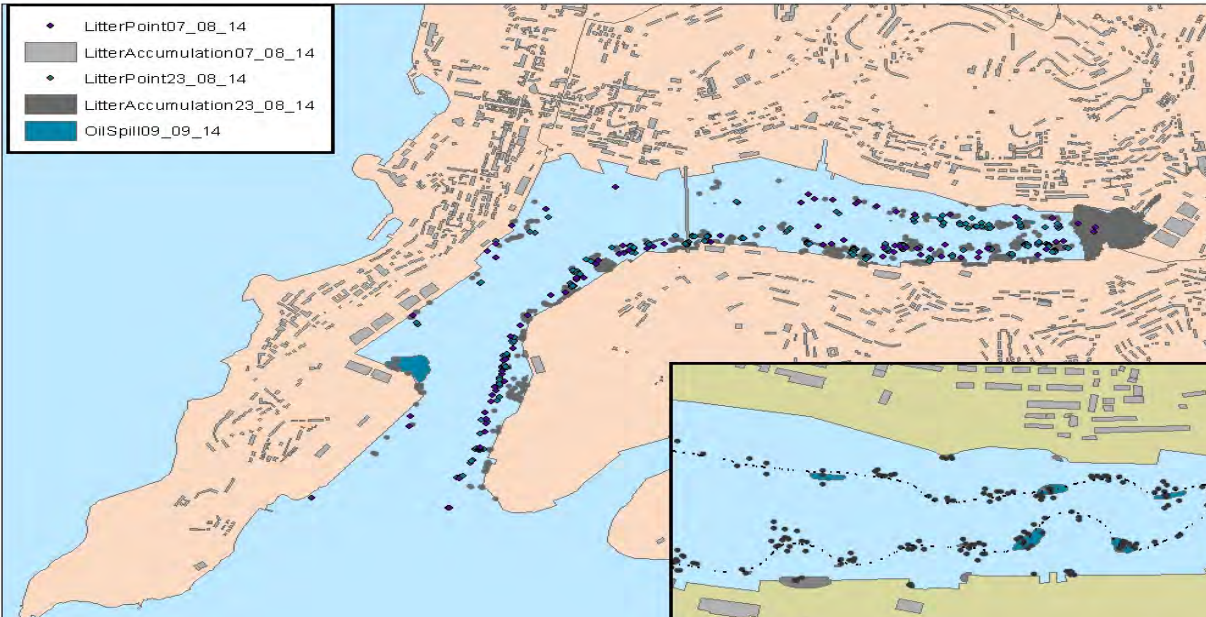 LitterPoint07_08_14
LitterAccumulation07_08_14
LitterPoint23_08_14
LitterAccumulation23_08_14
OilSpill09_09_14